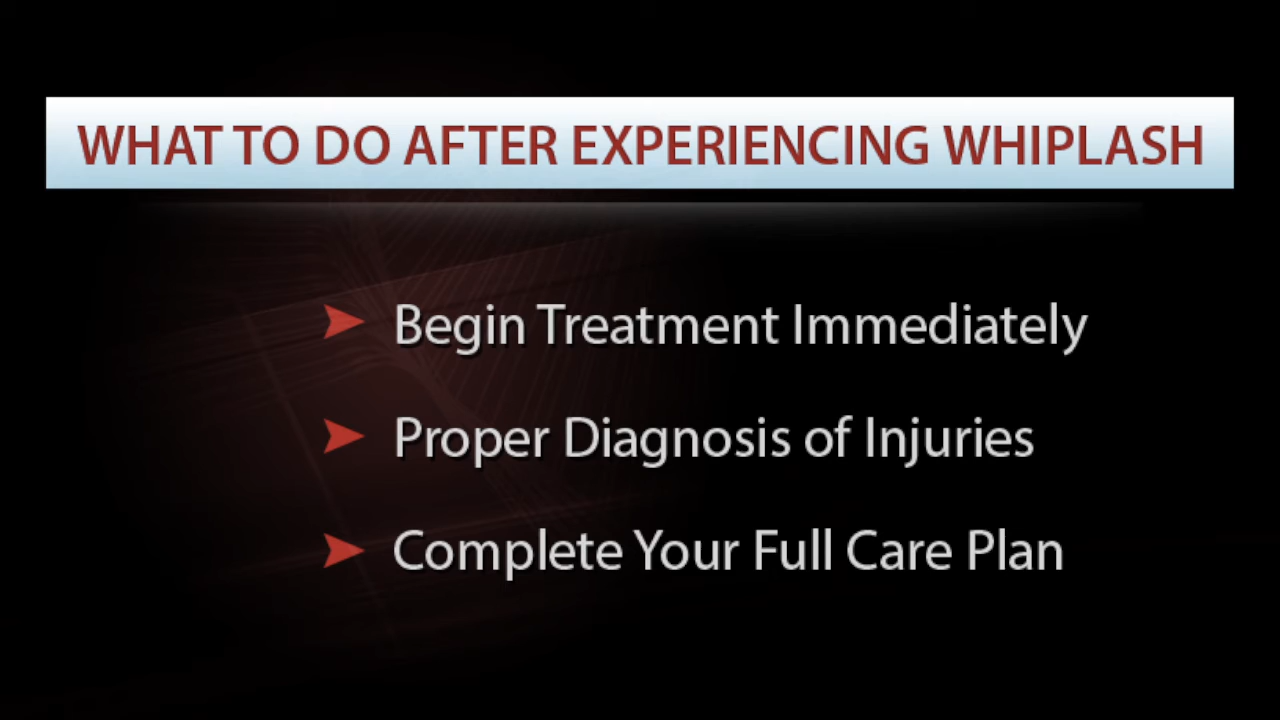 WHAT TO DO AFTER EXPERIENCING WHIPLASH
Begin Treatment Immediately
Proper Diagnosis of Injuries
Complete Your Full Care Plan